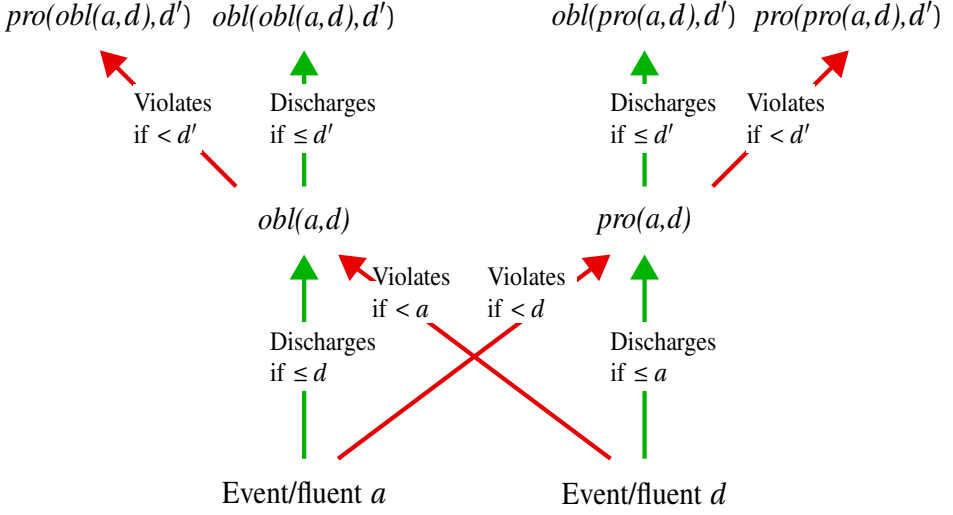 pro(obl(a,d),d′) obl(obl(a,d),d′) obl(pro(a,d),d′) pro(pro(a,d),d′)
Violates
if < d′
Discharges
if ≤ d′
Discharges
if ≤ d′
Violates
if < d′
obl(a,d) pro(a,d)
Violates
if < a
Violates
if < d
Discharges
if ≤ d
Discharges
if ≤ a
Event/fluent a Event/fluent d